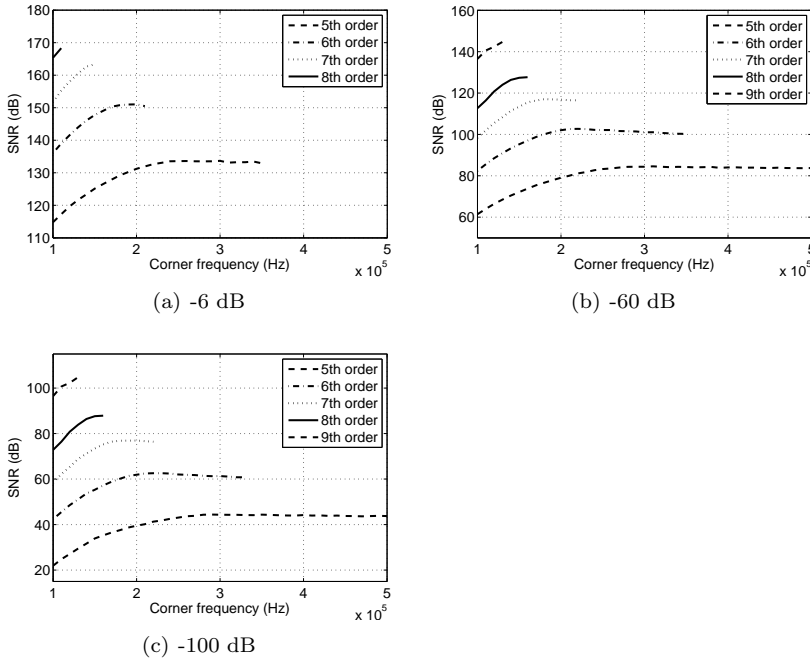 180
170
160
150
140
130
120
110
SNR (dB)
1
2
3
4
5
x 10^5
Corner frequency (Hz)
5th order
6th order
7th order
8th order
(a) -6 dB
160
140
120
100
80
60
SNR (dB)
1
2
3
4
5
x 10^5
Corner frequency (Hz)
5th order
6th order
7th order
8th order
9th order
(b) -60 dB
100
80
60
40
20
SNR (dB)
1
2
3
4
5
x 10^5
Corner frequency (Hz)
5th order
6th order
7th order
8th order
9th order
(c) -100 dB